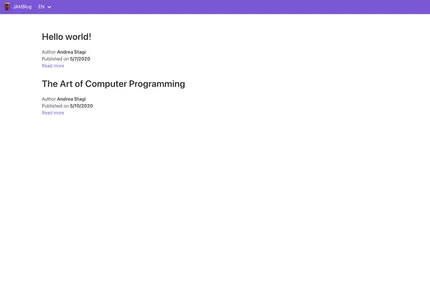 JAMBlog EN
Hello world!
Author Andrea Stagi
Published on 5/7/2020
Read more
The Art of Computer Programming
Author Andrea Stagi
Published on 5/10/2020
Read more